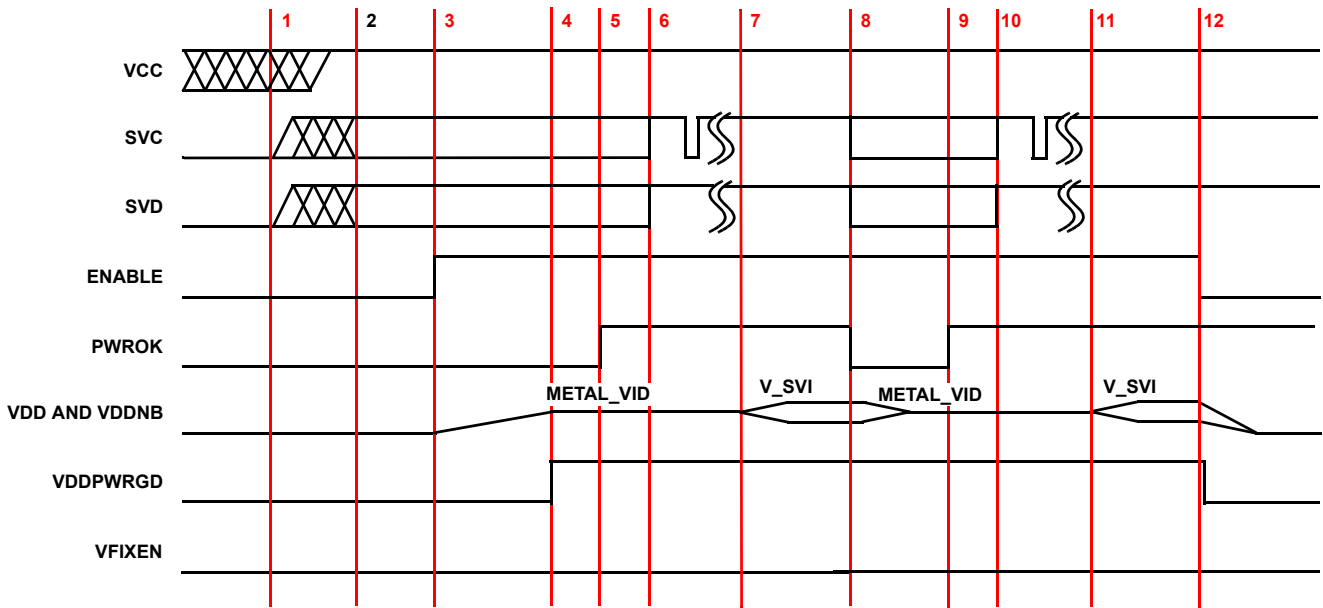 1 2 3 4 5 6 7 8 9 10 11 12
VCC
SVC
SVD
ENABLE
PWROK
METAL_VID V_SVI METAL_VID V_SVI
VDD AND VDDNB
VDDPWRGD
VFIXEN